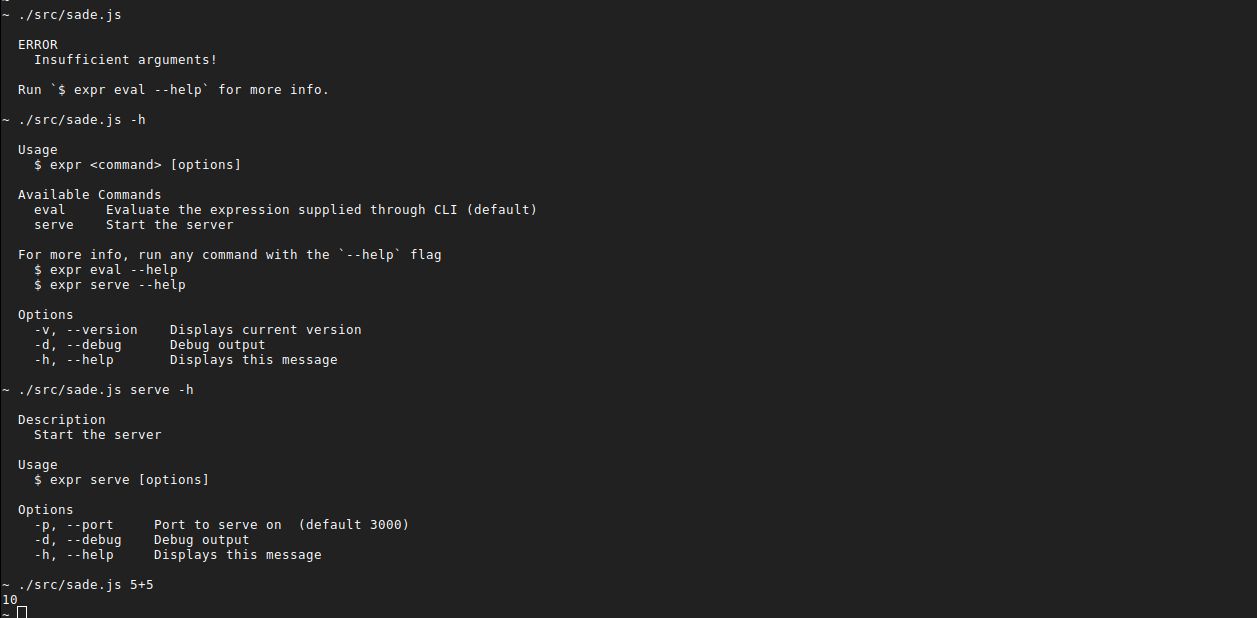 ~
~ ./src/sade.js
ERROR
Insufficient arguments!
Run `$ expr eval --help` for more info.
~ ./src/sade.js -h
Usage
$ expr <command> [options]
Available Commands
eval     Evaluate the expression supplied through CLI (default)
serve    Start the server
For more info, run any command with the `--help` flag
$ expr eval --help
$ expr serve --help
Options
-v, --version    Displays current version
-d, --debug      Debug output
-h, --help       Displays this message
~ ./src/sade.js serve -h
Description
Start the server
Usage
$ expr serve [options]
Options
-p, --port     Port to serve on  (default 3000)
-d, --debug    Debug output
-h, --help     Displays this message
~ ./src/sade.js 5+5
10
~